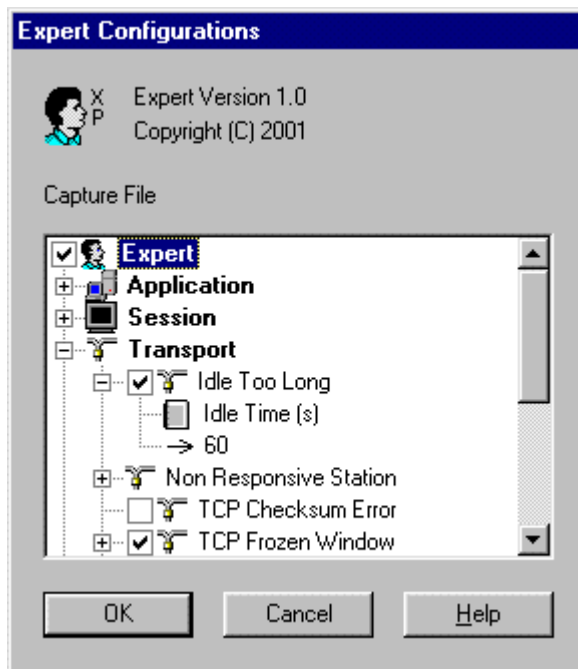 Expert Configurations
X
P
Expert Version 1.0
Copyright (C) 2001
Capture File
Expert
Application
Session
Transport
Idle Too Long
Idle Time (s)
60
Non Responsive Station
TCP Checksum Error
TCP Frozen Window
OK
Cancel
Help